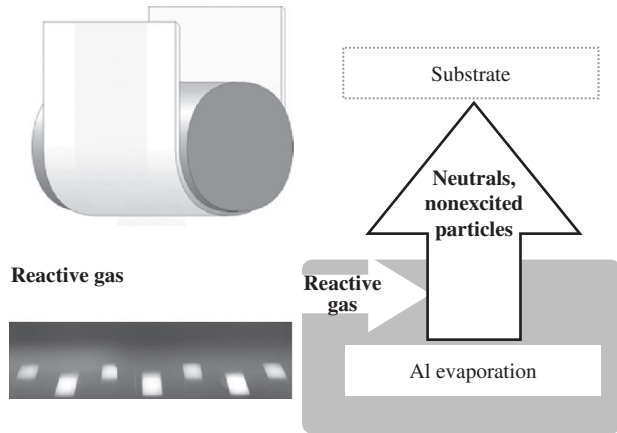 Substrate
Neutrals,
nonexcited
particles
Reactive gas
Reactive
gas
Al evaporation